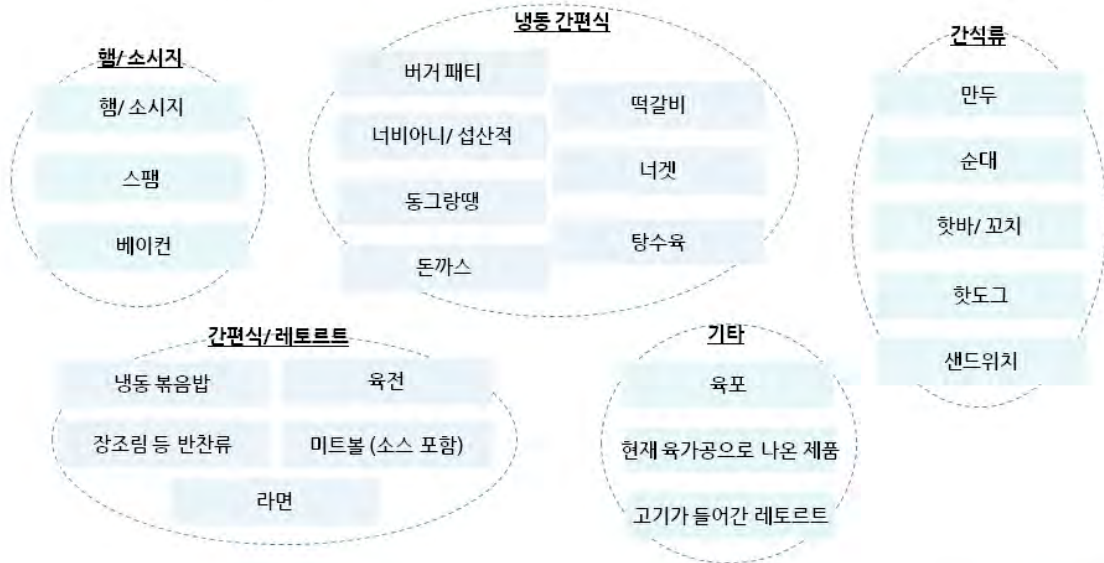 햄/ 소시지
햄/ 소시지
스팸
베이컨
냉동 간편식
버거 패티
너비아니/ 섭산적
동그랑땡
돈까스
떡갈비
너겟
탕수육
간식류
만두
순대
핫바/ 꼬치
핫도그
샌드위치
간편식/ 레토르트
냉동 볶음밥
육전
장조림 등 반찬류
미트볼 (소스 포함)
라면
기타
육포
현재 육가공으로 나온 제품
고기가 들어간 레토르트